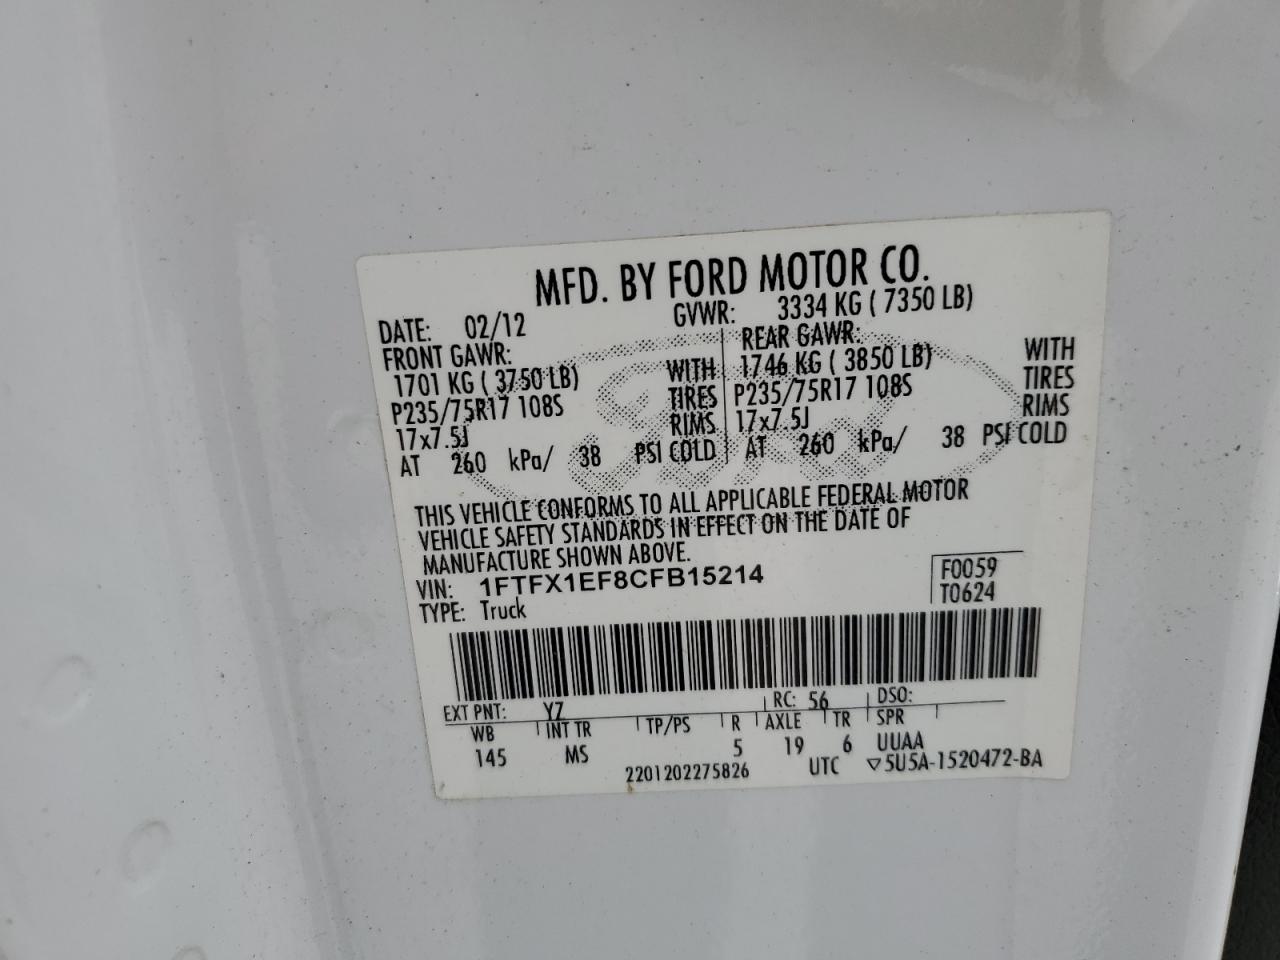 MFD. BY FORD MOTOR CO.
DATE: 02/12 GVWR: 3334 KG ( 7350 LB)
FRONT GAWR: REAR GAWR:
1701 KG ( 3750 LB) WITH 1746 KG ( 3850 LB) WITH
P235/75R17 108S TIRES P235/75R17 108S TIRES
17x7.5J RIMS 17x7.5J RIMS
AT 260 kPa/ 38 PSI COLD AT 260 kPa/ 38 PSI COLD
THIS VEHICLE CONFORMS TO ALL APPLICABLE FEDERAL MOTOR
VEHICLE SAFETY STANDARDS IN EFFECT ON THE DATE OF
MANUFACTURE SHOWN ABOVE.
VIN: 1FTFX1EF8CFB15214 F0059
TYPE: Truck T0624
EXT PNT: YZ RC: 56 DSO:
WB INT TR TP/PS R AXLE TR SPR
145 MS 5 19 6 UUAA
2201202275826 UTC ▽5U5A-1520472-BA
Ford